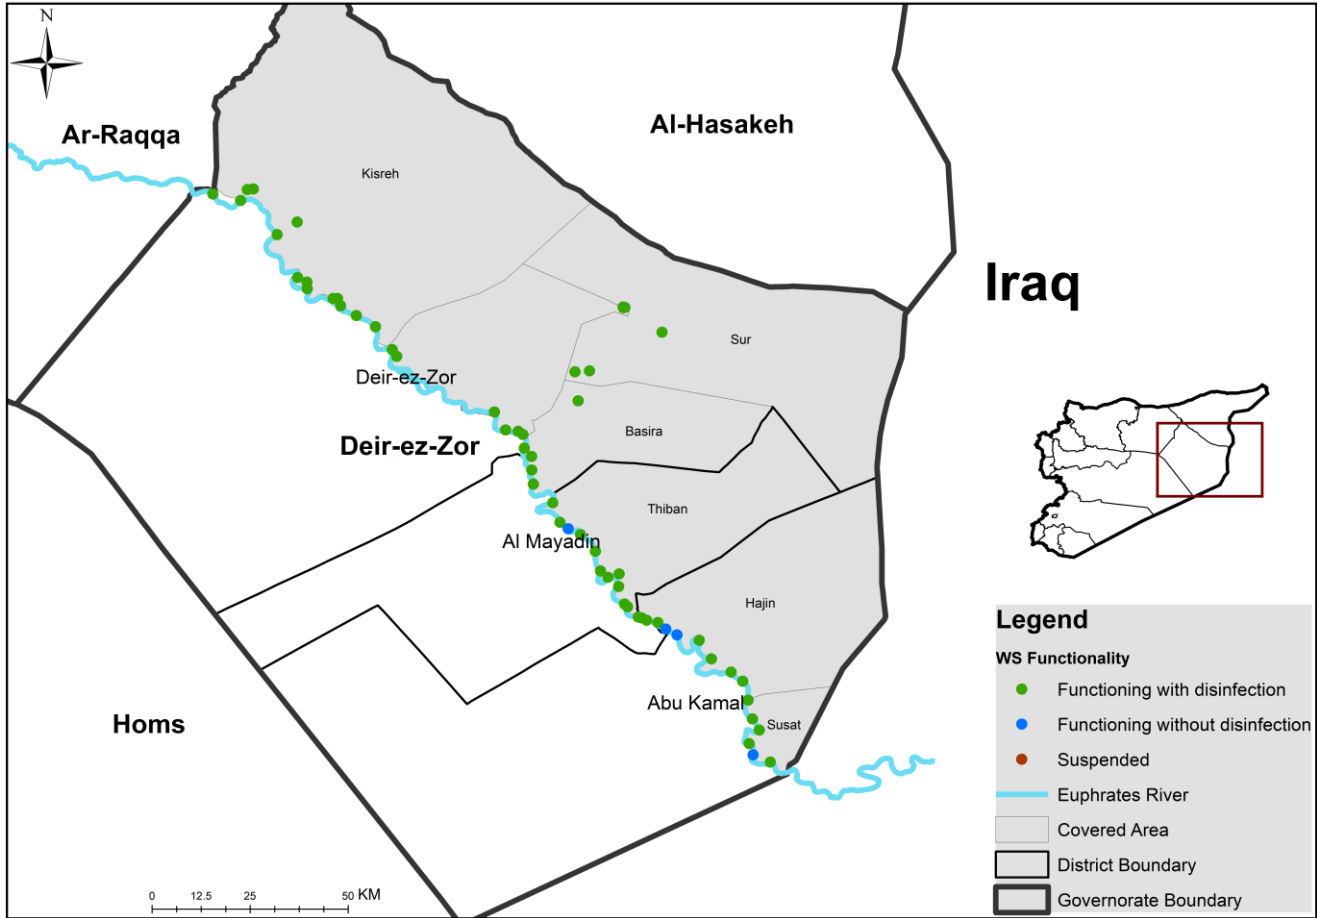 N
Ar-Raqqa
Al-Hasakeh
Kisreh
Iraq
Sur
Deir-ez-Zor
Basira
Deir-ez-Zor
Thiban
Al Mayadin
Hajin
Abu Kamal
Susat
Homs
0 12.5 25 50 KM
Legend
WS Functionality
Functioning with disinfection
Functioning without disinfection
Suspended
Euphrates River
Covered Area
District Boundary
Governorate Boundary